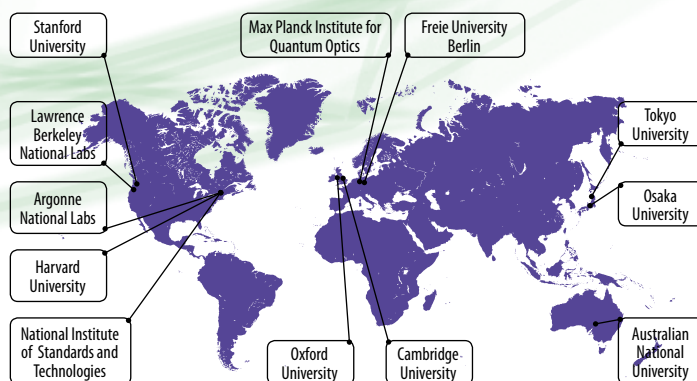 Stanford
University
Max Planck Institute for
Quantum Optics
Freie University
Berlin
Lawrence
Berkeley
National Labs
Tokyo
University
Argonne
National Labs
Osaka
University
Harvard
University
National Institute
of Standards and
Technologies
Oxford
University
Cambridge
University
Australian
National
University